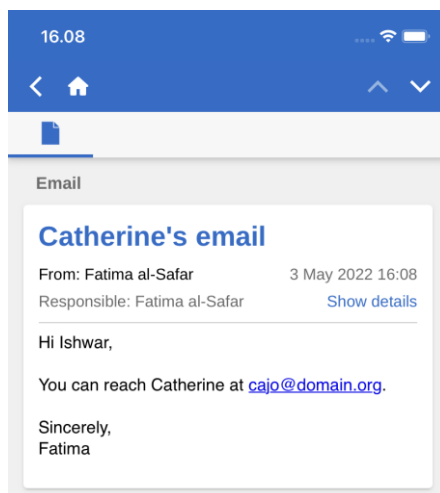 16.08
Email
Catherine's email
From: Fatima al-Safar 3 May 2022 16:08
Responsible: Fatima al-Safar Show details
Hi Ishwar,
You can reach Catherine at cajo@domain.org.
Sincerely,
Fatima